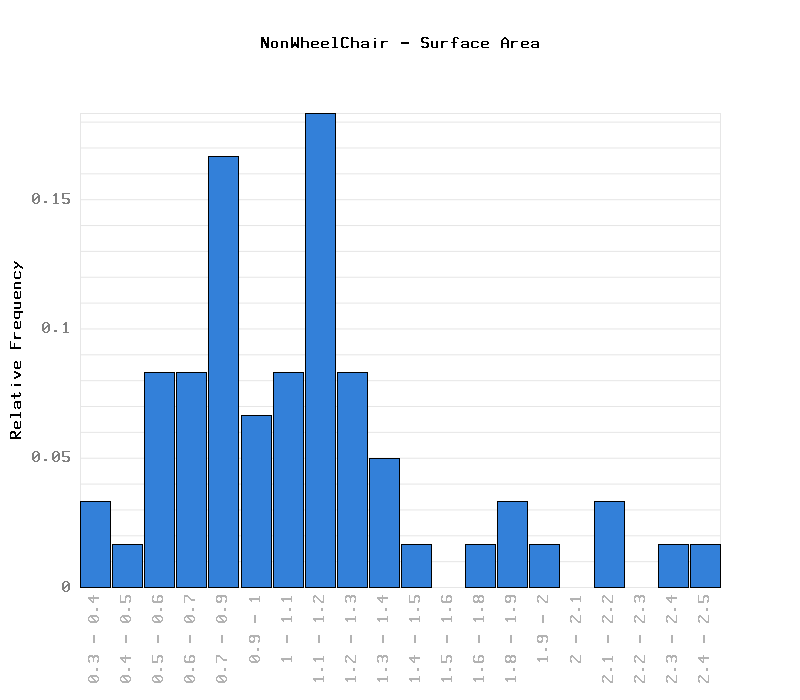 NonWheelChair - Surface Area
Relative Frequency
0.15
0.1
0.05
0
0.3 - 0.4
0.4 - 0.5
0.5 - 0.6
0.6 - 0.7
0.7 - 0.9
0.9 - 1
1 - 1.1
1.1 - 1.2
1.2 - 1.3
1.3 - 1.4
1.4 - 1.5
1.5 - 1.6
1.6 - 1.8
1.8 - 1.9
1.9 - 2
2 - 2.1
2.1 - 2.2
2.2 - 2.3
2.3 - 2.4
2.4 - 2.5